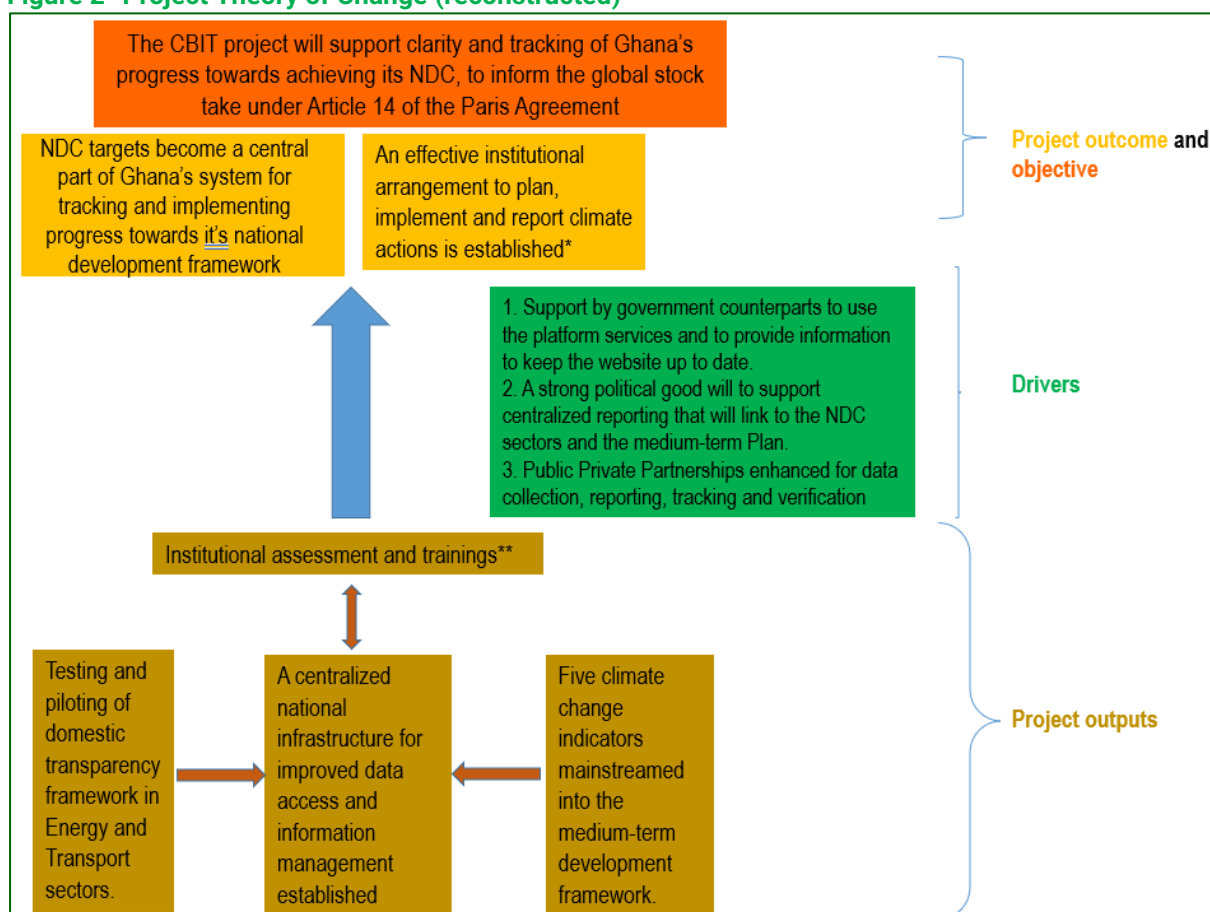 Figure 2- Project Theory of Change (reconstructed)
The CBIT project will support clarity and tracking of Ghana's
progress towards achieving its NDC, to inform the global stock
take under Article 14 of the Paris Agreement
NDC targets become a central
part of Ghana's system for
tracking and implementing
progress towards it's national
development framework
An effective institutional
arrangement to plan,
implement and report climate
actions is established*
Project outcome and
objective
1. Support by government counterparts to use
the platform services and to provide information
to keep the website up to date.
2. A strong political good will to support
centralized reporting that will link to the NDC
sectors and the medium-term Plan.
3. Public Private Partnerships enhanced for data
collection, reporting, tracking and verification
Drivers
Institutional assessment and trainings**
Testing and
piloting of
domestic
transparency
framework in
Energy and
Transport
sectors.
A centralized
national
infrastructure for
improved data
access and
information
management
established
Five climate
change
indicators
mainstreamed
into the
medium-term
development
framework.
Project outputs